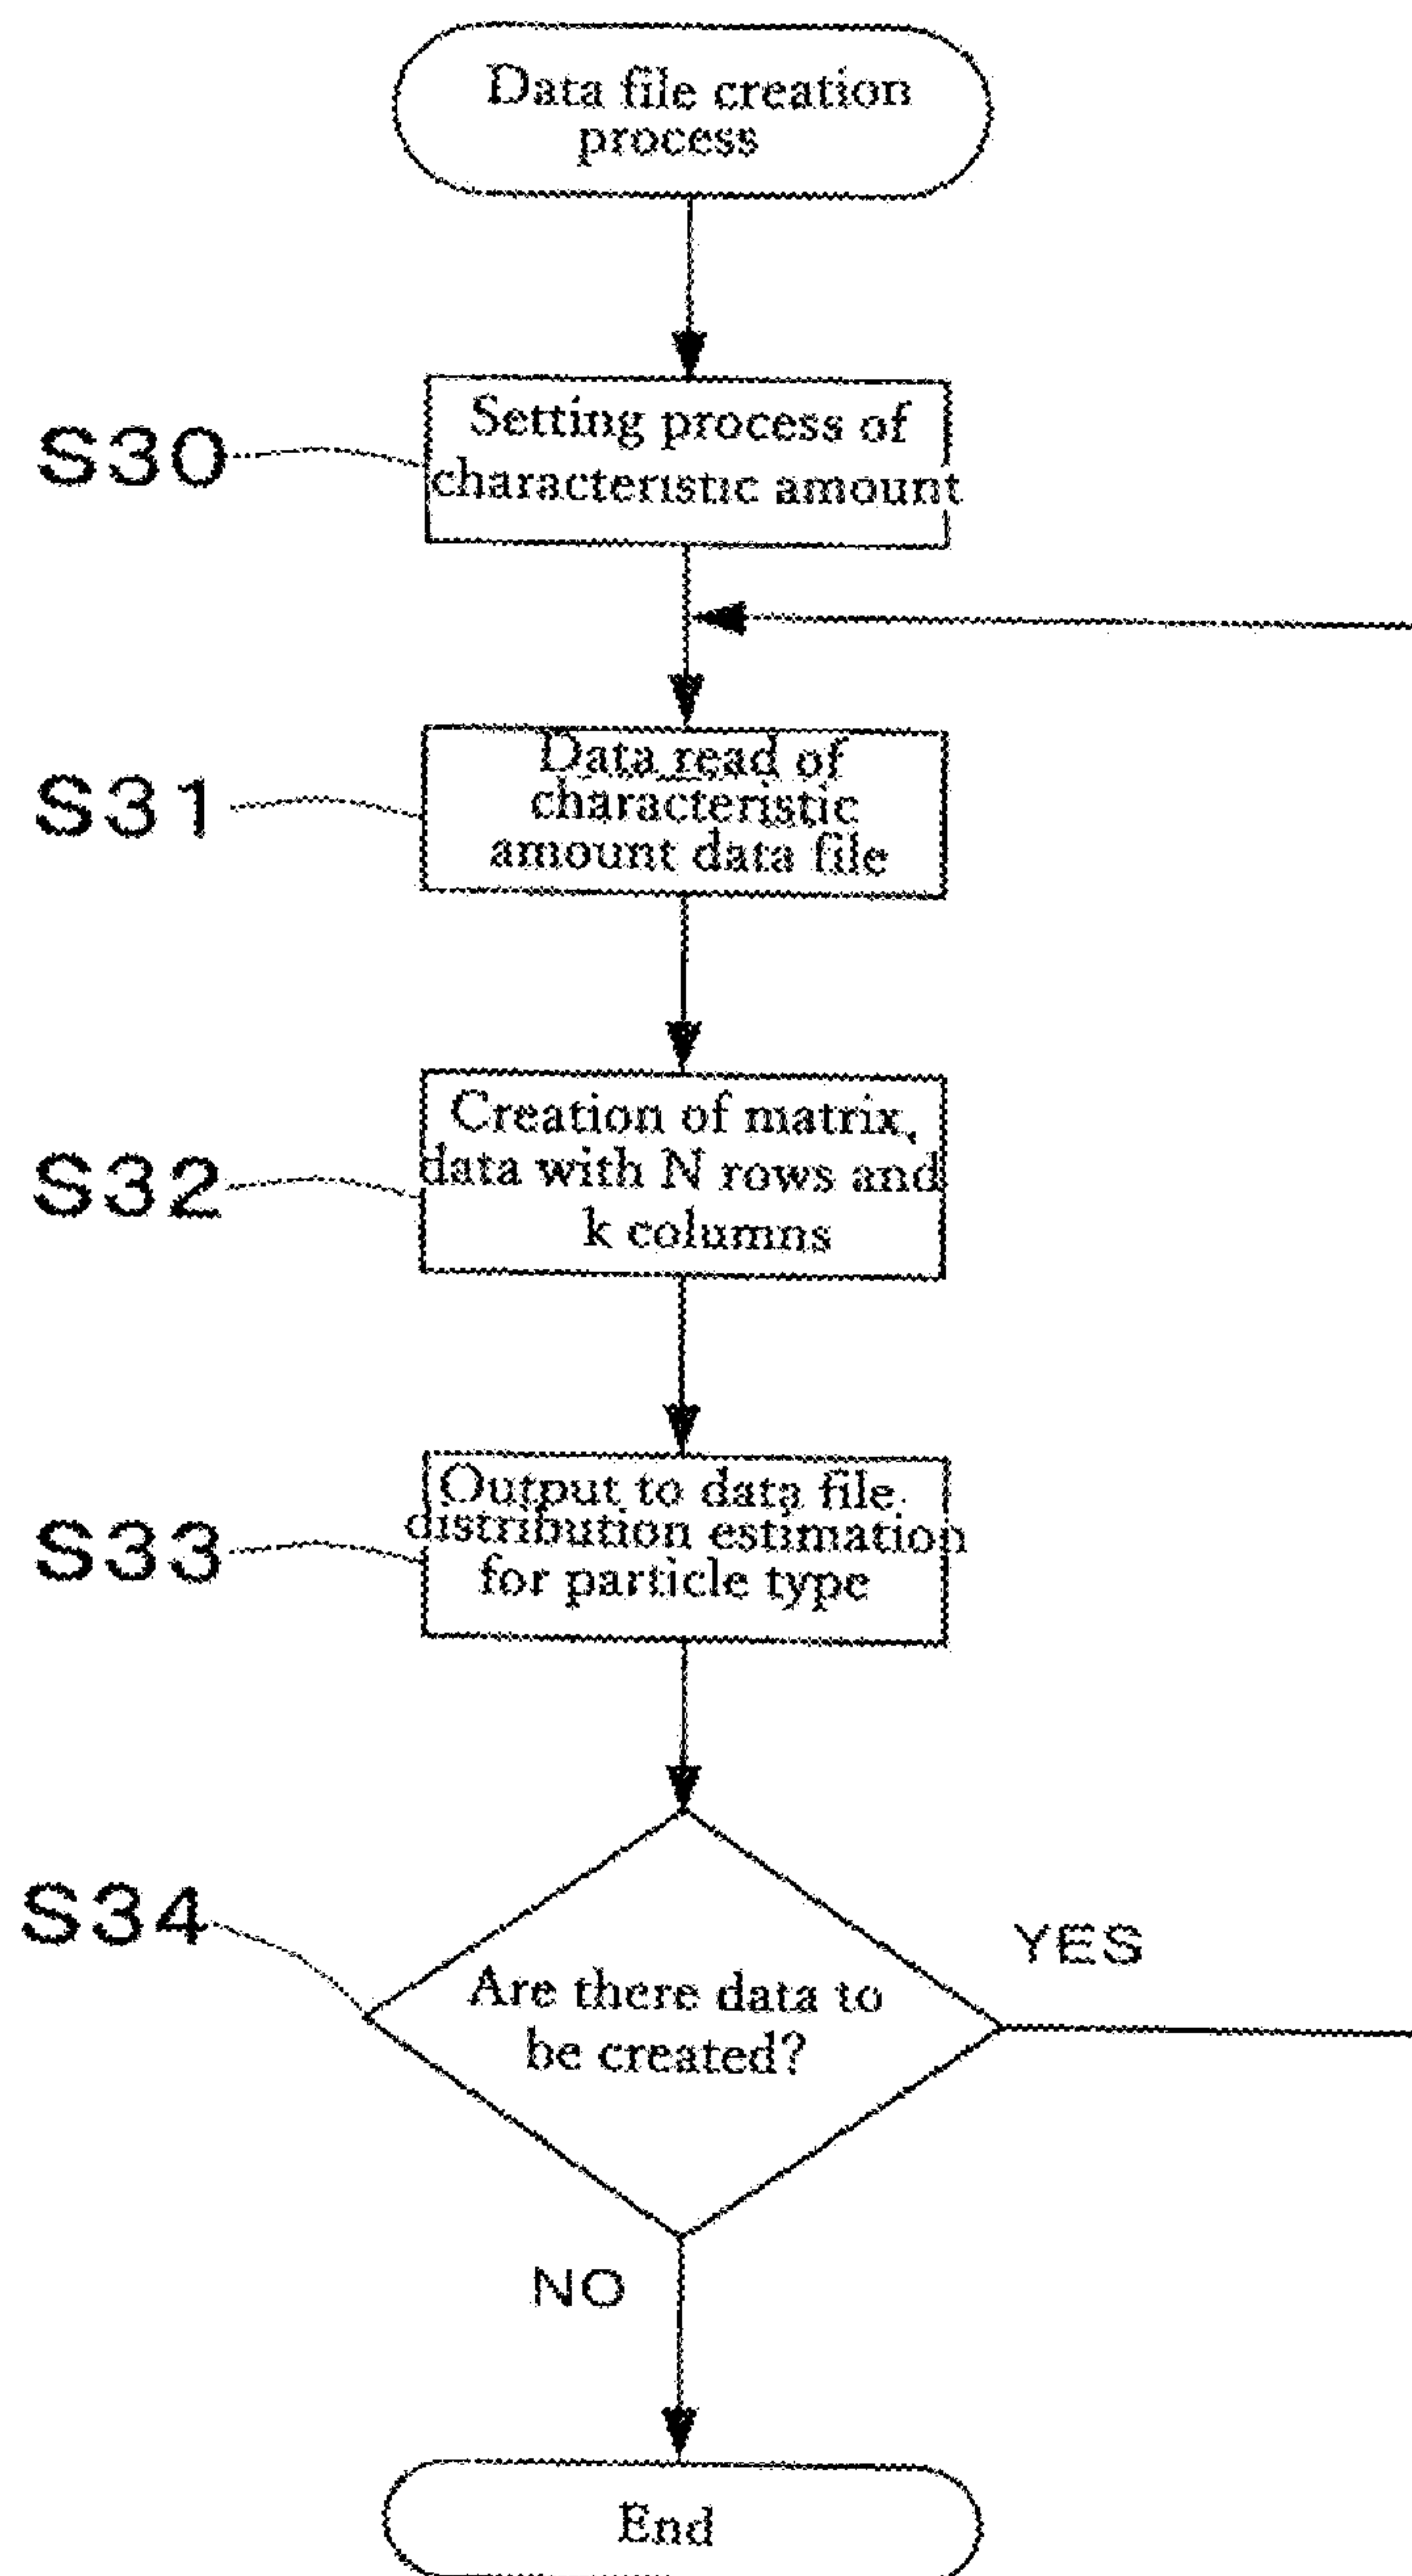 Data file creation
process
S30
Setting process of
characteristic amount
S31
Data read of
characteristic
amount data file
S32
Creation of matrix,
data with N rows and
k columns
S33
Output to data file
distribution estimation
for particle type
S34
Are there data to
be created?
YES
NO
End